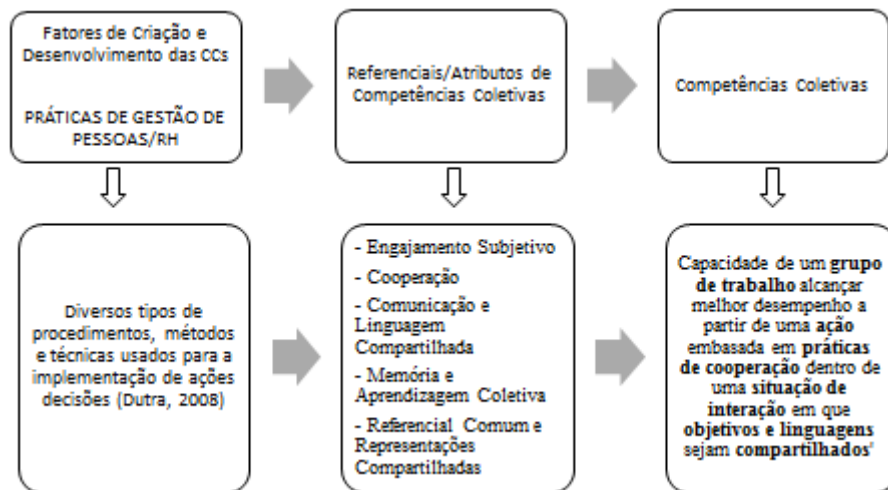 Fatores de Criação e
Desenvolvimento das CCs
PRÁTICAS DE GESTÃO DE
PESSOAS/RH
Referenciais/Atributos de
Competências Coletivas
Competências Coletivas
Diversos tipos de
procedimentos, métodos
e técnicas usados para a
implementação de ações
decisões (Dutra, 2008)
- Engajamento Subjetivo
- Cooperação
- Comunicação e
Linguagem
Compartilhada
- Memória e
Aprendizagem Coletiva
- Referencial Comum e
Representações
Compartilhadas
Capacidade de um grupo
de trabalho alcançar
melhor desempenho a
partir de uma ação
embasada em práticas
de cooperação dentro de
uma situação de
interação em que
objetivos e linguagens
sejam compartilhados'